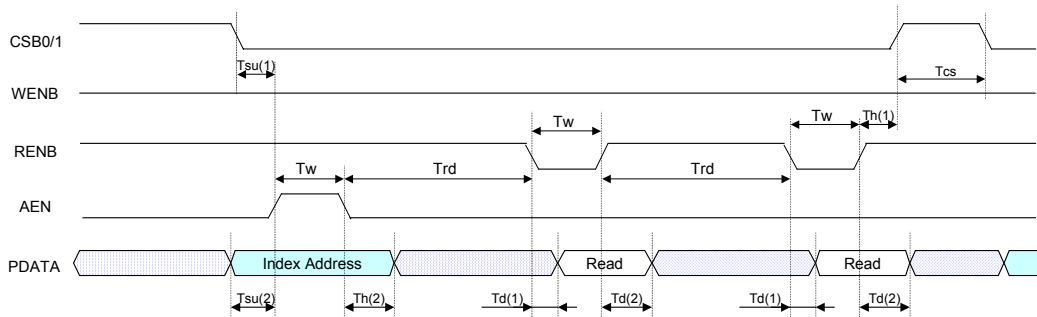 CSB0/1
Tsu(1)
Tcs
WENB
Tw
Tw
Th(1)
RENB
Tw
Trd
Trd
AEN
PDATA
Index Address
Read
Read
Tsu(2)
Th(2)
Td(1)
Td(2)
Td(1)
Td(2)